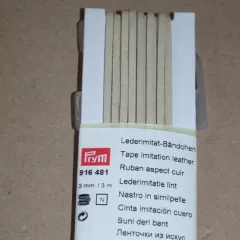 Prym
916 481
3 mm / 3 m
N
Lederimitat-Bändchen
Tape imitation leather
Ruban aspect cuir
Lederimitatie lint
Nastro in similpelle
Cinta imitación cuero
Suni deri bant
Ленточки из искус